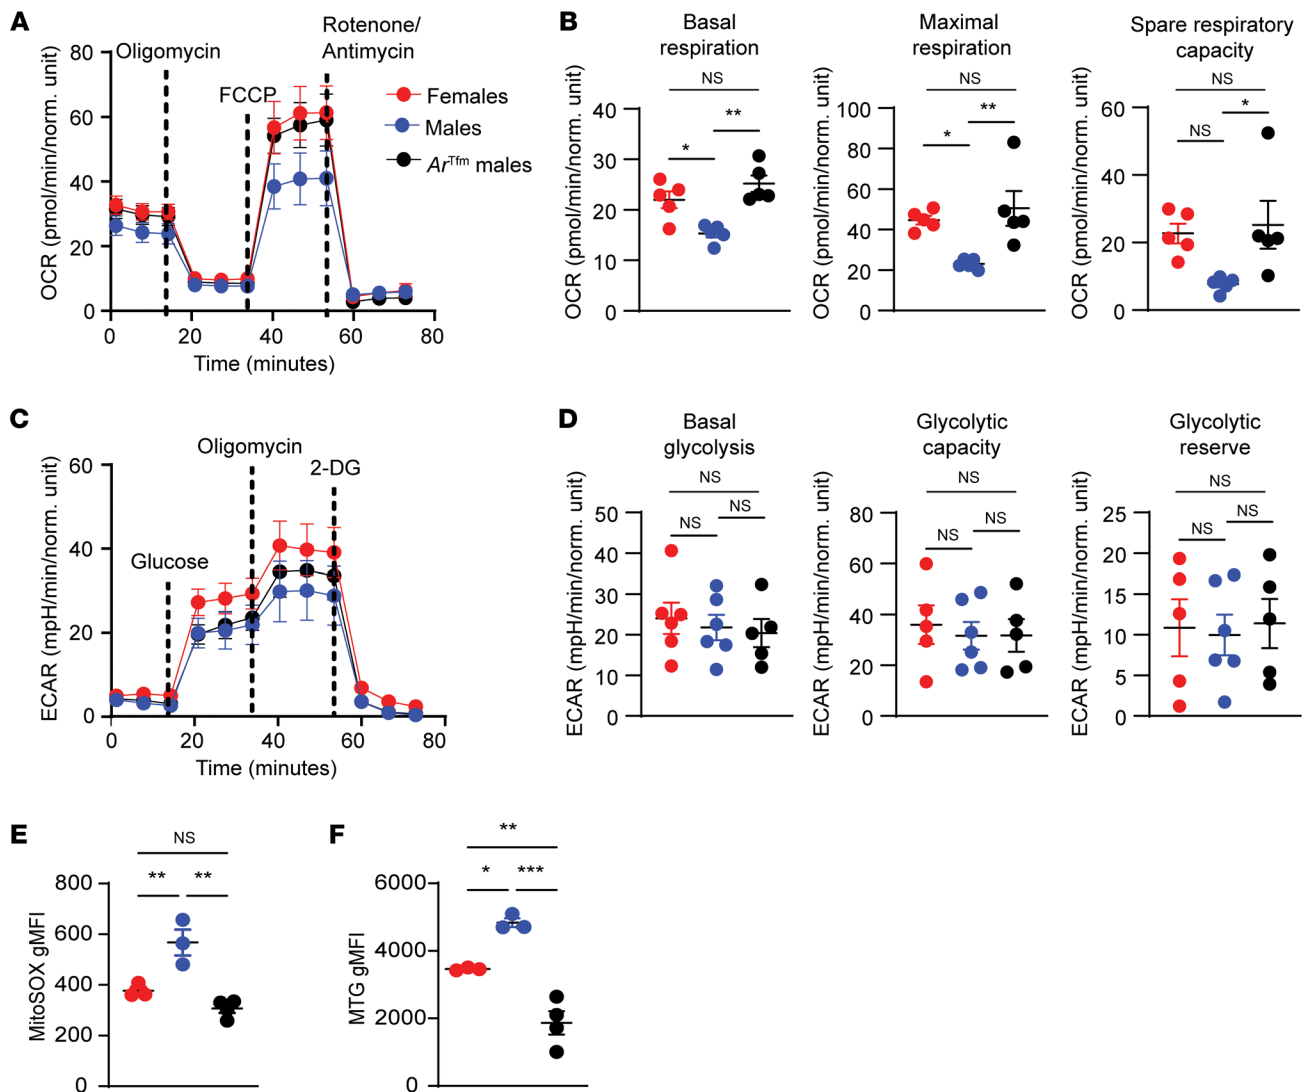 A
Oligomycin
FCCP
Rotenone/
Antimycin
Females
Males
ArTfm males
OCR (pmol/min/norm. unit)
80
60
40
20
0
0 20 40 60 80
Time (minutes)
B
Basal
respiration
NS
**
*
OCR (pmol/min/norm. unit)
40
30
20
10
0
Maximal
respiration
NS
**
*
OCR (pmol/min/norm. unit)
100
80
60
40
20
0
Spare respiratory
capacity
NS
*
NS
OCR (pmol/min/norm. unit)
60
40
20
0
C
Oligomycin
2-DG
Glucose
ECAR (mpH/min/norm. unit)
60
40
20
0
0 20 40 60 80
Time (minutes)
D
Basal
glycolysis
NS
NS
NS
ECAR (mpH/min/norm. unit)
50
40
30
20
10
0
Glycolytic
capacity
NS
NS
NS
ECAR (mpH/min/norm. unit)
80
60
40
20
0
Glycolytic
reserve
NS
NS
NS
ECAR (mpH/min/norm. unit)
25
20
15
10
5
0
E
NS
** **
MitoSOX gMFI
800
600
400
200
0
F
**
* ***
MTG gMFI
6000
4000
2000
0